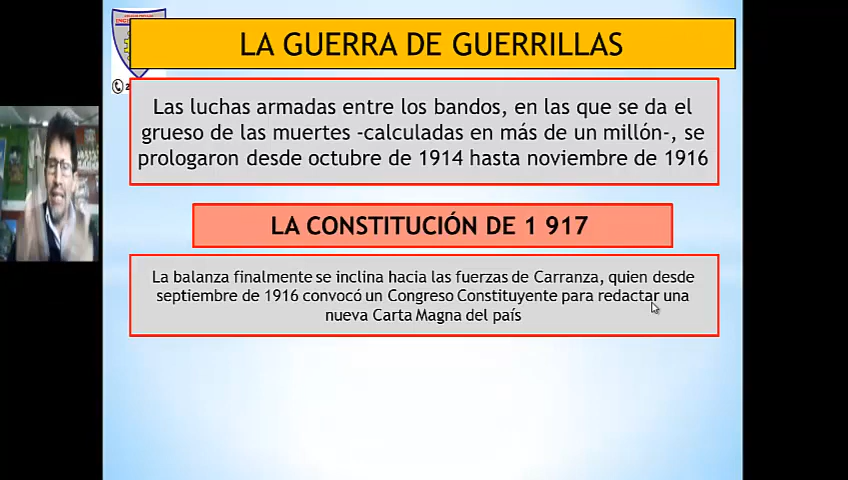 LA GUERRA DE GUERRILLAS
Las luchas armadas entre los bandos, en las que se da el
grueso de las muertes -calculadas en más de un millón-, se
prologaron desde octubre de 1914 hasta noviembre de 1916
LA CONSTITUCIÓN DE 1 917
La balanza finalmente se inclina hacia las fuerzas de Carranza, quien desde
septiembre de 1916 convocó un Congreso Constituyente para redactar una
nueva Carta Magna del país